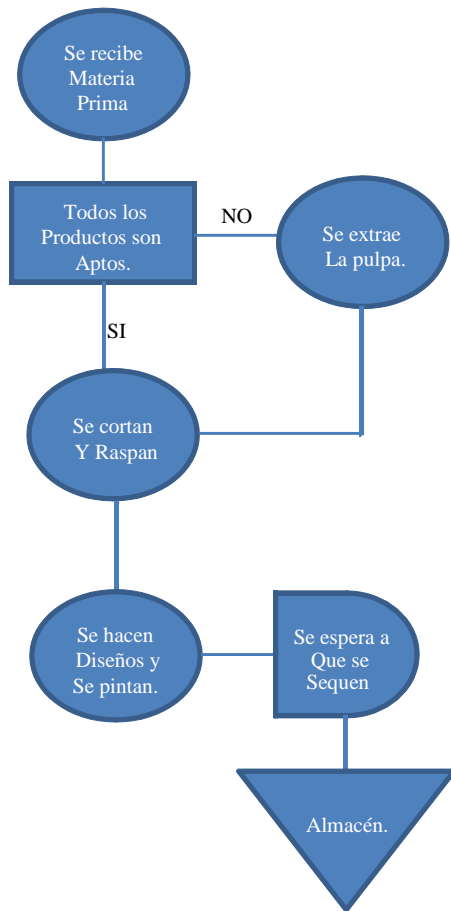 Se recibe
Materia
Prima
Todos los
Productos son
Aptos.
NO
Se extrae
La pulpa.
SI
Se cortan
Y Raspan
Se hacen
Diseños y
Se pintan.
Se espera a
Que se
Sequen
Almacén.